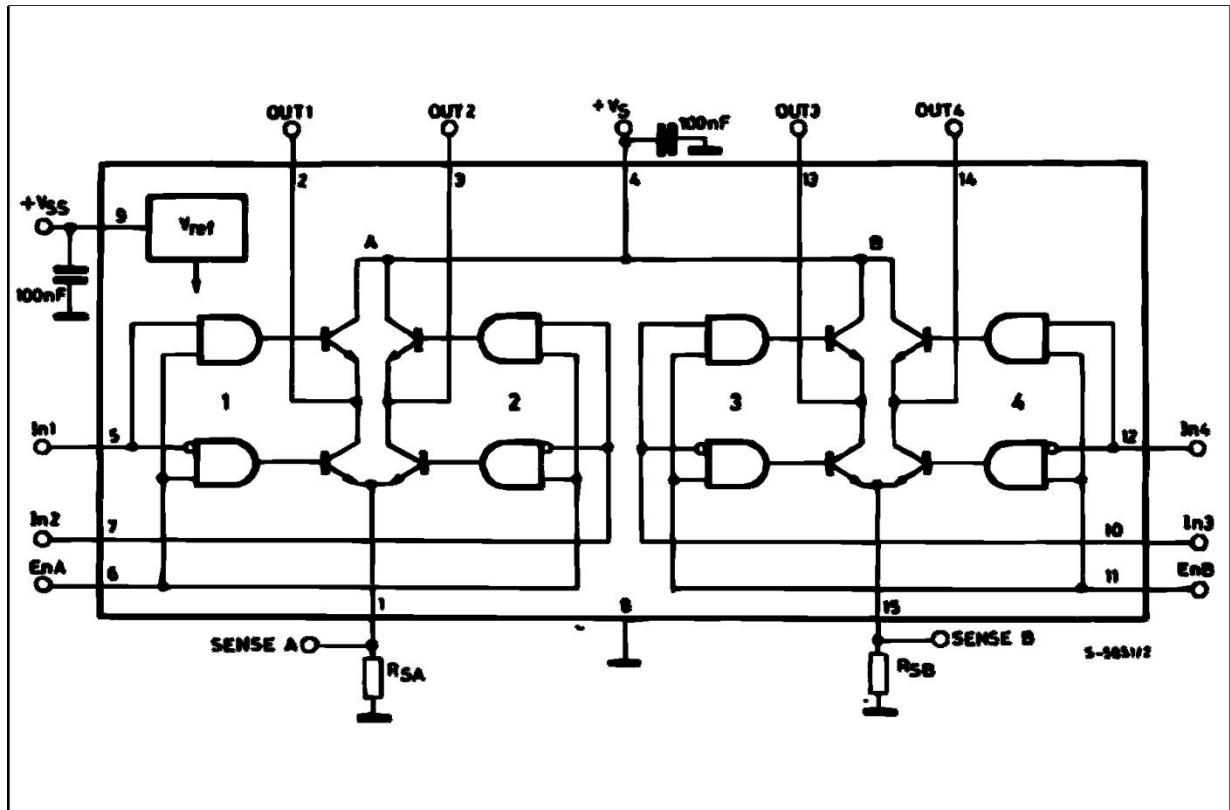 OUT1 OUT2 +VS 100nF OUT3 OUT4
2 3 4 13 14
+VSS 9 Vref
A B
100nF
1 2 3 4
In1 5 12 In4
In2 7 10 In3
EnA 6 11 EnB
1 8 15
SENSE A SENSE B S-5851/2
RSA RSB